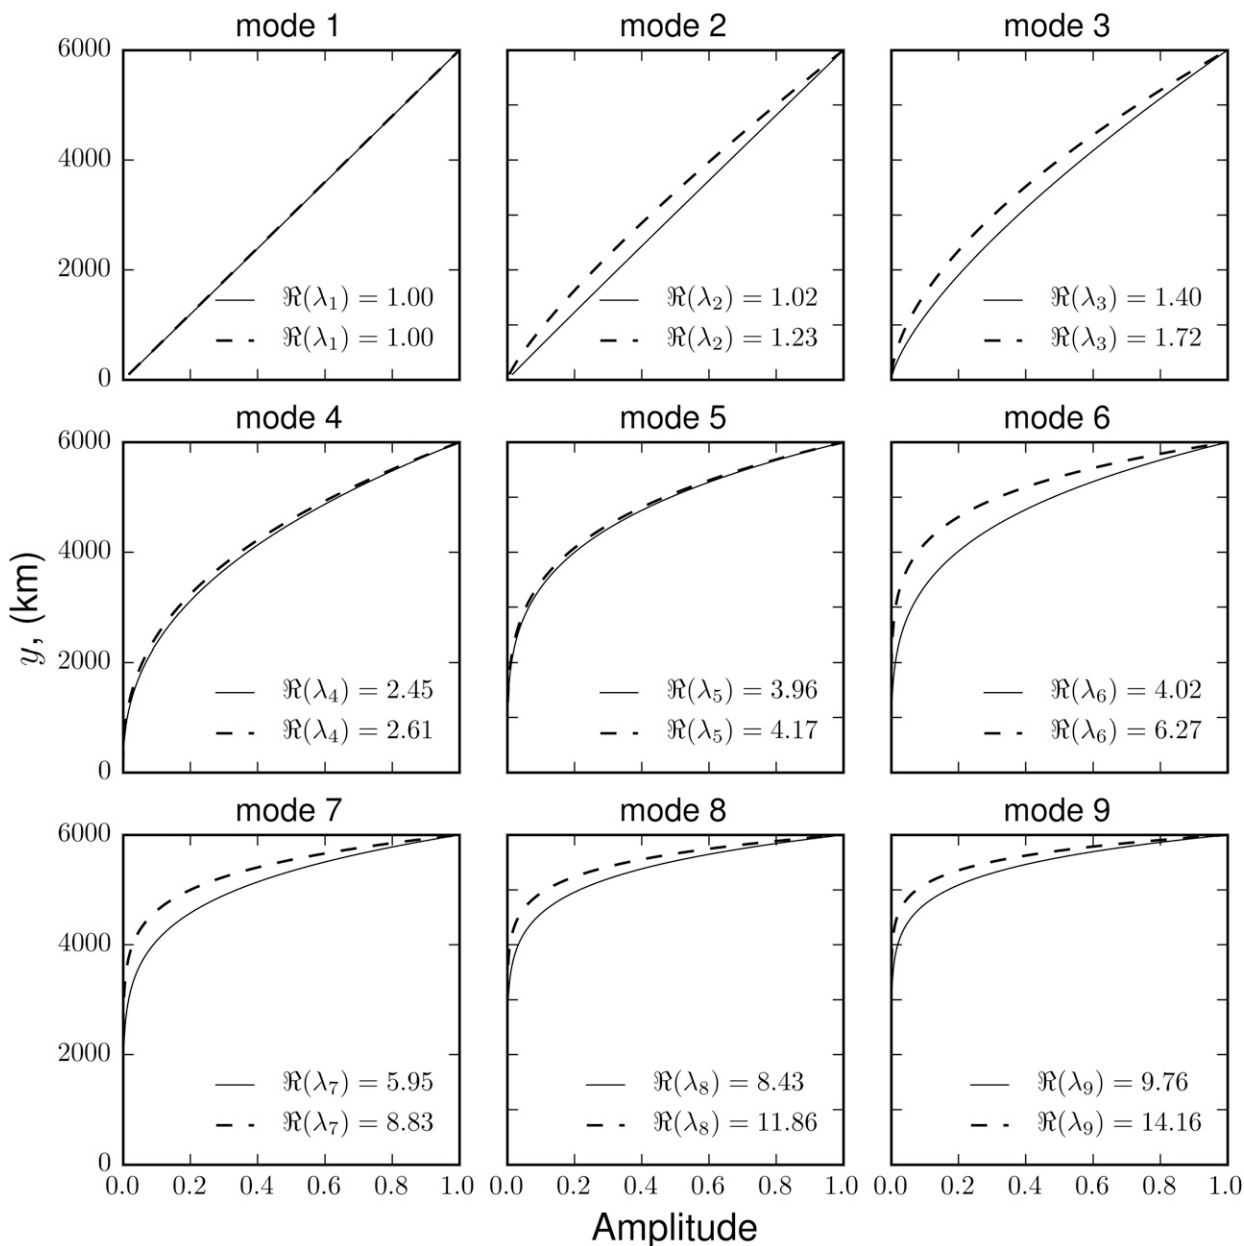 mode 1
mode 2
mode 3
6000
4000
2000
0
ℜ(λ₁) = 1.00
ℜ(λ₁) = 1.00
ℜ(λ₂) = 1.02
ℜ(λ₂) = 1.23
ℜ(λ₃) = 1.40
ℜ(λ₃) = 1.72
mode 4
mode 5
mode 6
6000
4000
2000
0
ℜ(λ₄) = 2.45
ℜ(λ₄) = 2.61
ℜ(λ₅) = 3.96
ℜ(λ₅) = 4.17
ℜ(λ₆) = 4.02
ℜ(λ₆) = 6.27
y, (km)
mode 7
mode 8
mode 9
6000
4000
2000
0
ℜ(λ₇) = 5.95
ℜ(λ₇) = 8.83
ℜ(λ₈) = 8.43
ℜ(λ₈) = 11.86
ℜ(λ₉) = 9.76
ℜ(λ₉) = 14.16
0.0 0.2 0.4 0.6 0.8 1.0
0.0 0.2 0.4 0.6 0.8 1.0
0.0 0.2 0.4 0.6 0.8 1.0
Amplitude